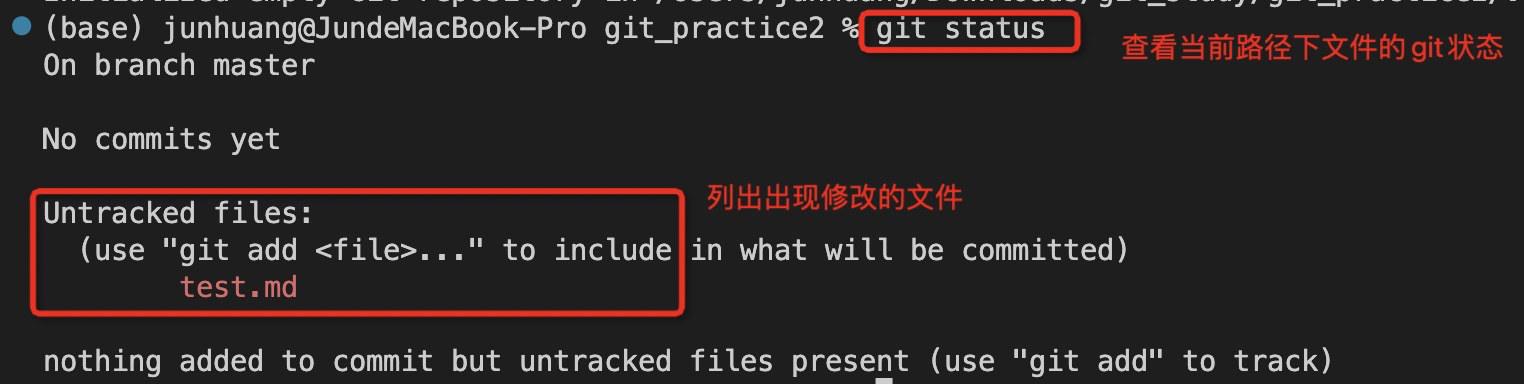 (base) junhuang@JundeMacBook-Pro git_practice2 % git status
查看当前路径下文件的git状态
On branch master
No commits yet
Untracked files:
列出出现修改的文件
(use "git add <file>..." to include in what will be committed)
test.md
nothing added to commit but untracked files present (use "git add" to track)